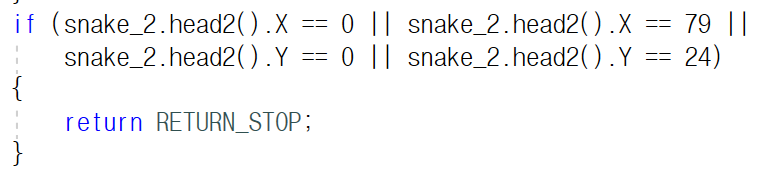 if (snake_2.head2().X == 0 || snake_2.head2().X == 79 ||
    snake_2.head2().Y == 0 || snake_2.head2().Y == 24)
{
    return RETURN_STOP;
}